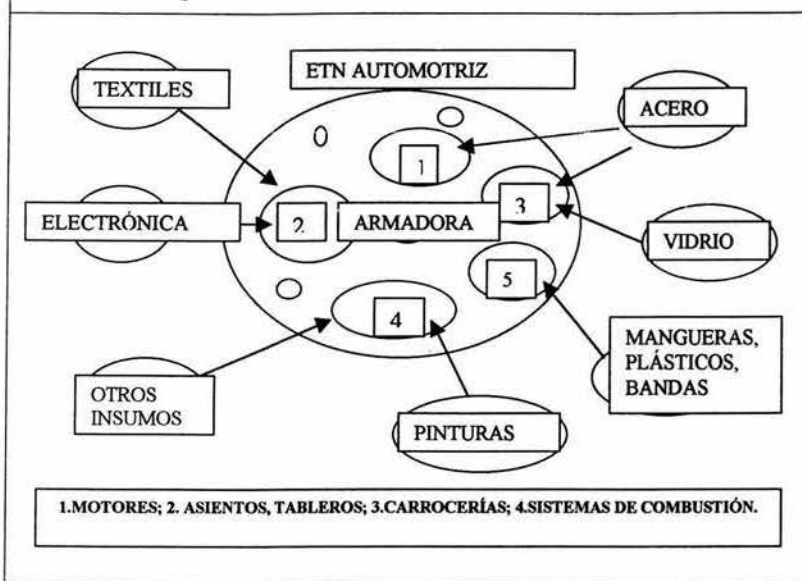 ETN AUTOMOTRIZ
TEXTILES
ACERO
1
3
ELECTRÓNICA
2
ARMADORA
VIDRIO
5
4
MANGUERAS,
PLÁSTICOS,
BANDAS
OTROS
INSUMOS
PINTURAS
1.MOTORES; 2. ASIENTOS, TABLEROS; 3.CARROCERÍAS; 4.SISTEMAS DE COMBUSTIÓN.